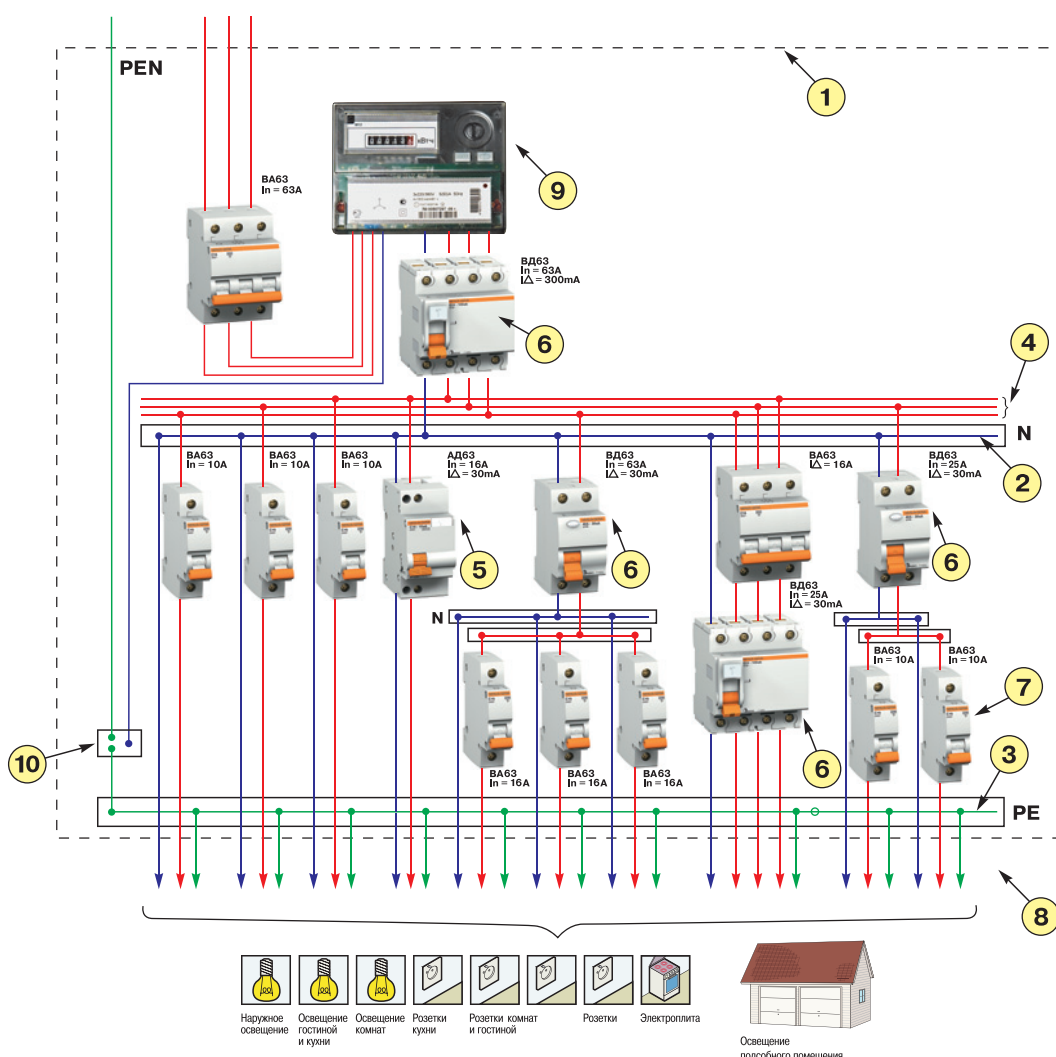 PEN
1
ВА63
In = 63A
кВтч
9
ВД63
In = 63A
I△ = 300mA
6
4
N
2
ВА63
In = 10A
ВА63
In = 10A
ВА63
In = 10A
АД63
In = 16A
I△ = 30mA
ВД63
In = 63A
I△ = 30mA
ВА63
I△ = 16A
ВД63
In = 25A
I△ = 30mA
5
6
6
ВД63
In = 25A
I△ = 30mA
N
ВА63
In = 10A
ВА63
In = 10A
7
10
6
3
ВА63
In = 16A
ВА63
In = 16A
ВА63
In = 16A
PE
8
Наружное
освещение
Освещение
гостиной
и кухни
Освещение
комнат
Розетки
кухни
Розетки комнат
и гостиной
Розетки
Электроплита
Освещение
подсобного помещения